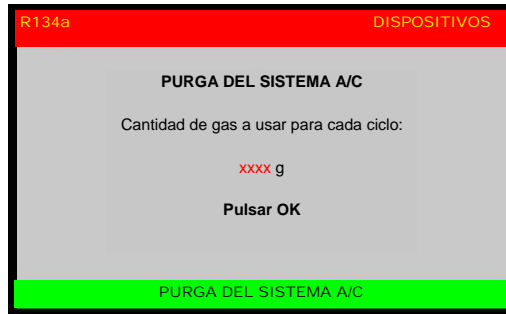 R134a DISPOSITIVOS
PURGA DEL SISTEMA A/C
Cantidad de gas a usar para cada ciclo:
xxxx g
Pulsar OK
PURGA DEL SISTEMA A/C